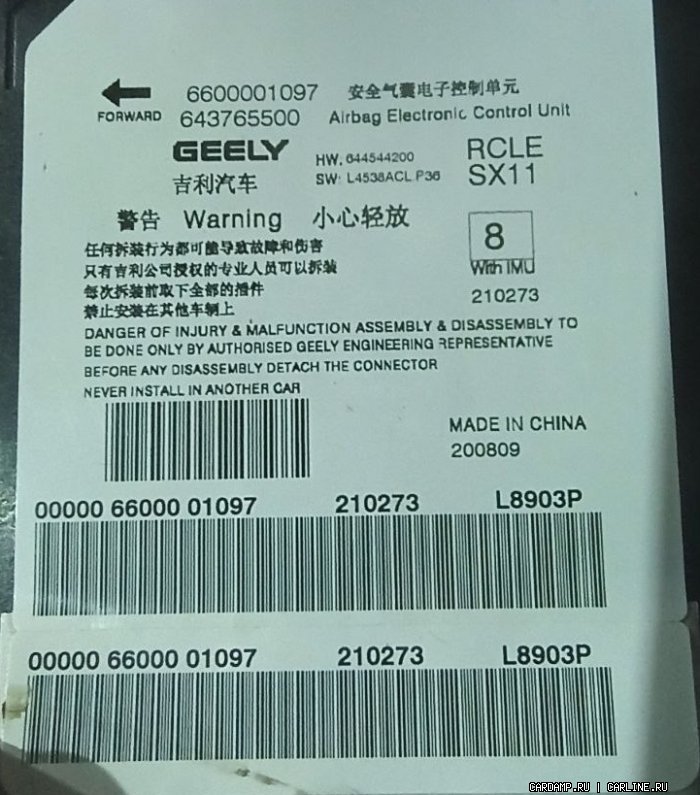 6600001097 安全气囊电子控制单元
FORWARD 643765500 Airbag Electronic Control Unit
GEELY HW. 644544200 RCLE
吉利汽车 SW: L4538ACL.P36 SX11
警告 Warning 小心轻放
8
With IMU
210273
任何拆装行为都可能导致故障和伤害
只有吉利公司授权的专业人员可以拆装
每次拆装前取下全部的插件
禁止安装在其他车辆上
DANGER OF INJURY & MALFUNCTION ASSEMBLY & DISASSEMBLY TO
BE DONE ONLY BY AUTHORISED GEELY ENGINEERING REPRESENTATIVE
BEFORE ANY DISASSEMBLY DETACH THE CONNECTOR
NEVER INSTALL IN ANOTHER CAR
MADE IN CHINA
200809
00000 66000 01097 210273 L8903P
00000 66000 01097 210273 L8903P
CARDAMP.RU | CARLINE.RU